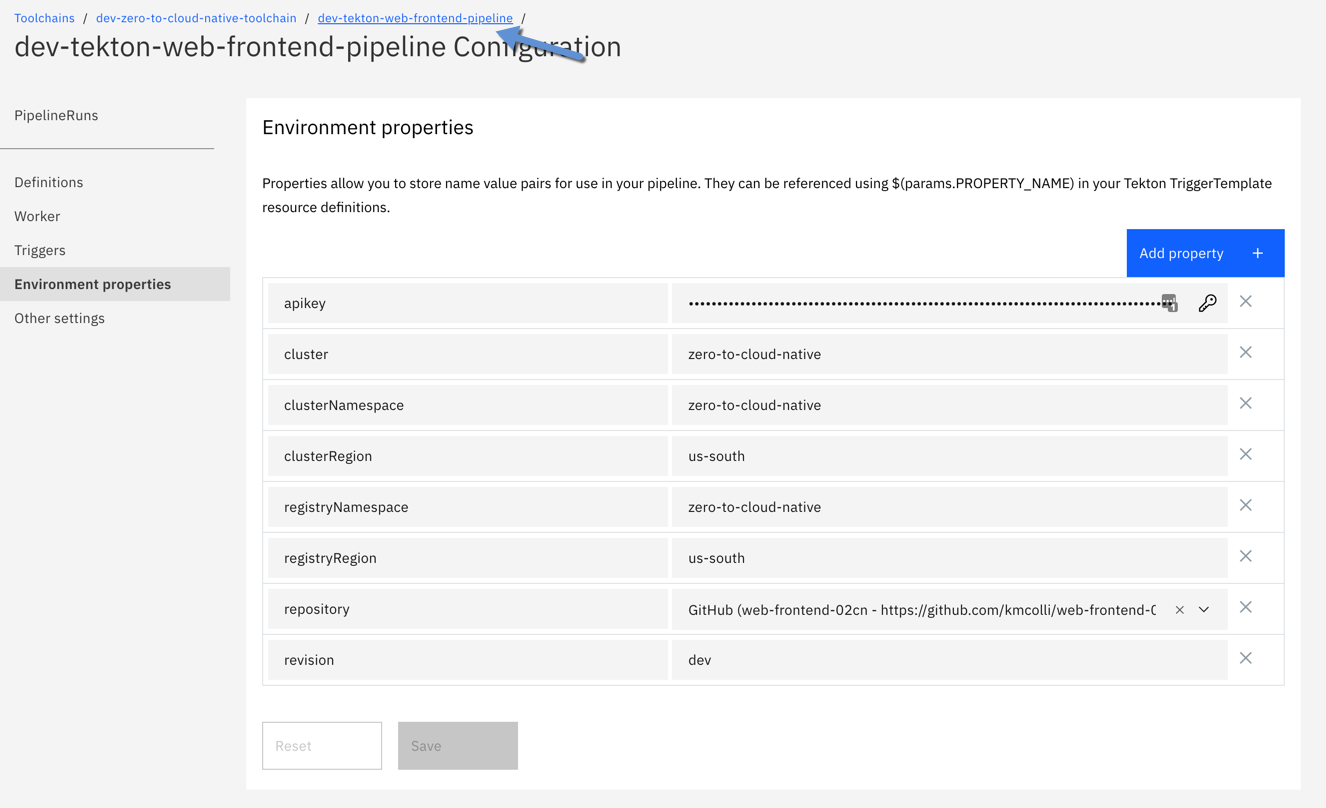 Toolchains / dev-zero-to-cloud-native-toolchain / dev-tekton-web-frontend-pipeline /
dev-tekton-web-frontend-pipeline Configuration
PipelineRuns
Definitions
Worker
Triggers
Environment properties
Other settings
Environment properties
Properties allow you to store name value pairs for use in your pipeline. They can be referenced using $(params.PROPERTY_NAME) in your Tekton TriggerTemplate
resource definitions.
Add property +
apikey
cluster zero-to-cloud-native
clusterNamespace zero-to-cloud-native
clusterRegion us-south
registryNamespace zero-to-cloud-native
registryRegion us-south
repository GitHub (web-frontend-02cn - https://github.com/kmcolli/web-frontend-0
revision dev
Reset Save